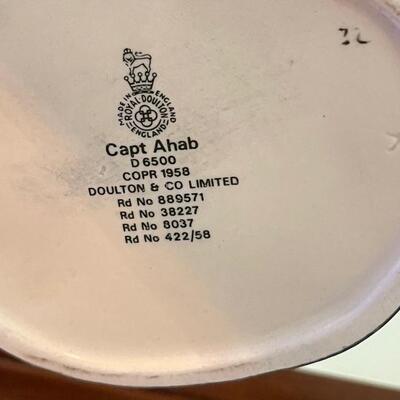 32
MADE IN ENGLAND
ROYAL DOULTON
ENGLAND
Capt Ahab
D 6500
COPR 1958
DOULTON & CO LIMITED
Rd No 889571
Rd No 38227
Rd No 8037
Rd No 422/58